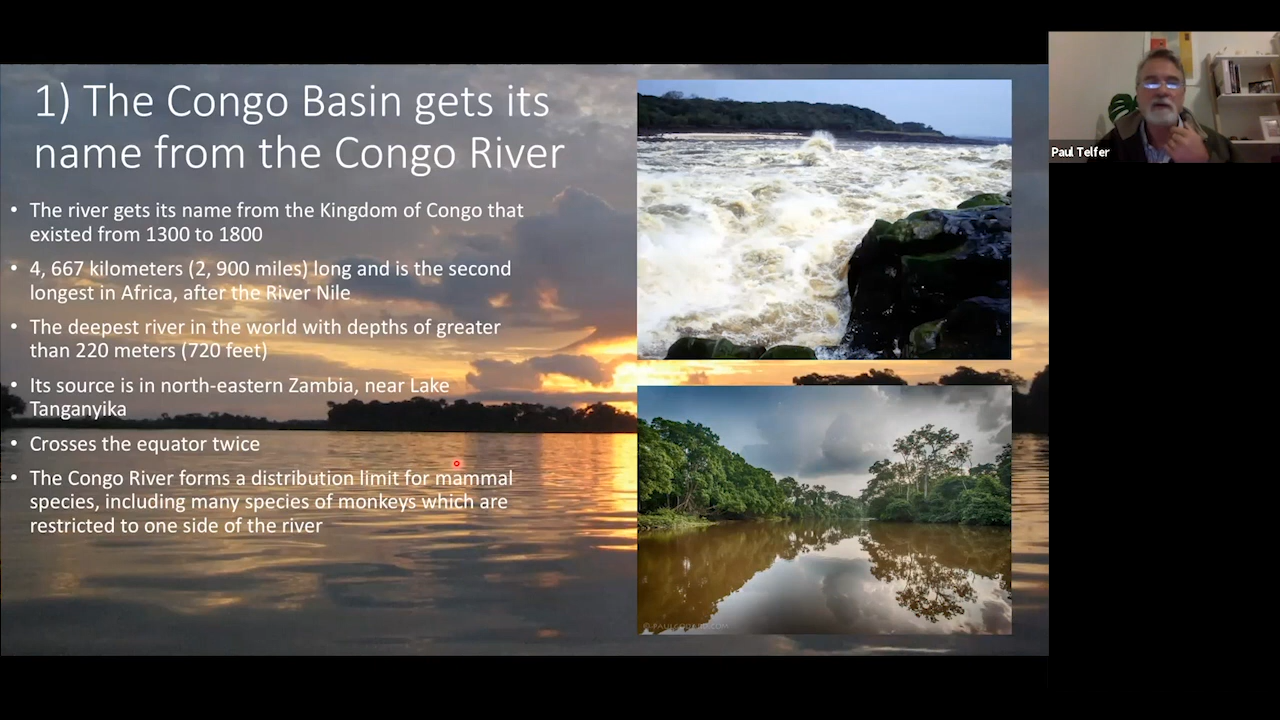 1) The Congo Basin gets its
name from the Congo River
• The river gets its name from the Kingdom of Congo that
existed from 1300 to 1800
• 4, 667 kilometers (2, 900 miles) long and is the second
longest in Africa, after the River Nile
• The deepest river in the world with depths of greater
than 220 meters (720 feet)
• Its source is in north-eastern Zambia, near Lake
Tanganyika
• Crosses the equator twice
• The Congo River forms a distribution limit for mammal
species, including many species of monkeys which are
restricted to one side of the river
Paul Telfer